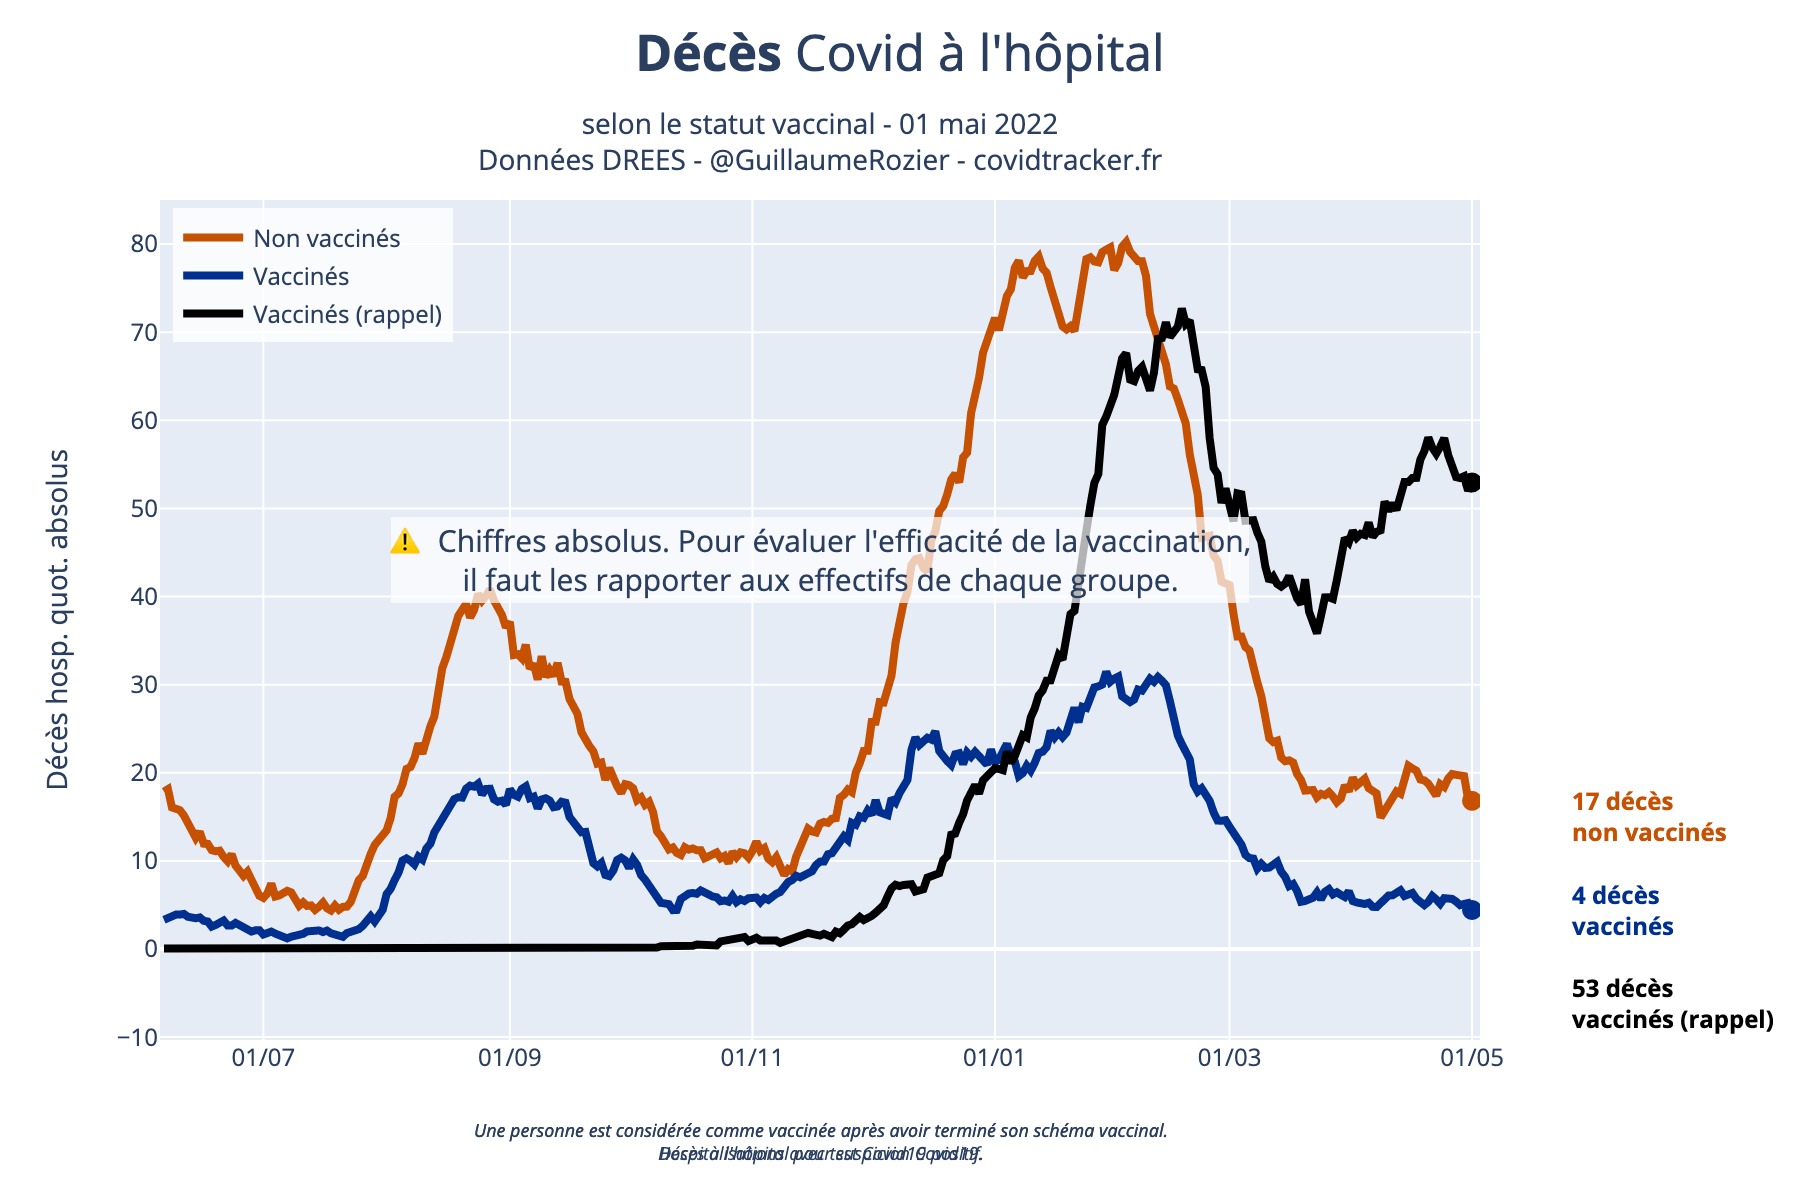 Décès Covid à l'hôpital
selon le statut vaccinal - 01 mai 2022
Données DREES - @GuillaumeRozier - covidtracker.fr
Non vaccinés
Vaccinés
Vaccinés (rappel)
Décès hosp. quot. absolus
80
70
60
50
40
30
20
10
0
−10
⚠️ Chiffres absolus. Pour évaluer l'efficacité de la vaccination,
il faut les rapporter aux effectifs de chaque groupe.
17 décès
non vaccinés
4 décès
vaccinés
53 décès
vaccinés (rappel)
01/07
01/09
01/11
01/01
01/03
01/05
Une personne est considérée comme vaccinée après avoir terminé son schéma vaccinal.